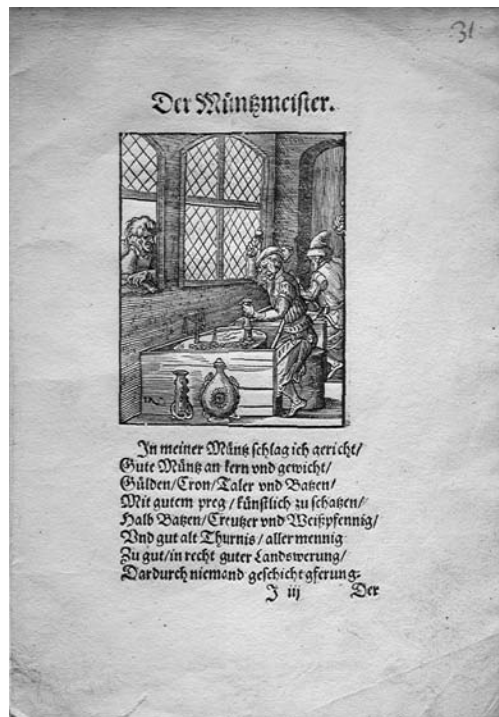 31
Der Müntzmeister.
In meiner Müntz schlag ich gericht/
Gute Müntz an kern vnd gewicht/
Gülden/Cron/Taler vnd Batzen/
Mit gutem preg/künstlich zu schatzen/
Halb Batzen/Creutzer vnd Weißpfennig/
Vnd gut alt Thurnis/aller mennig
Zu gut/in recht guter Landswerung/
Dardurch niemand geschicht gferung.
J iij Der